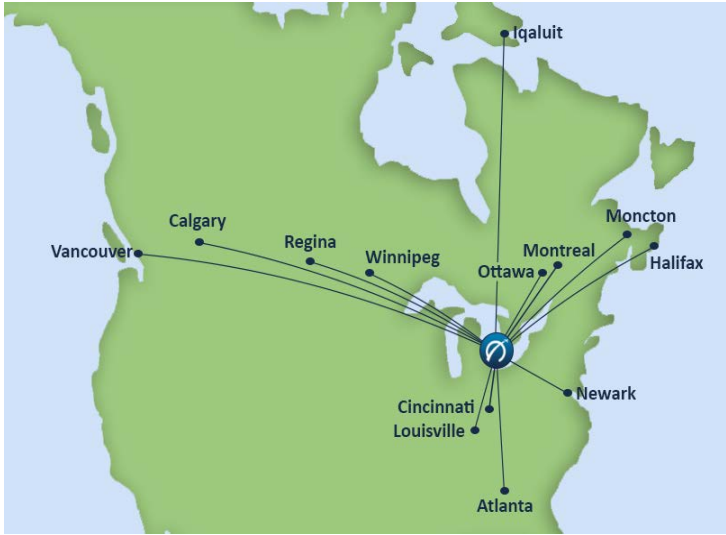 Iqaluit
Moncton
Calgary
Regina
Montreal
Vancouver
Winnipeg
Ottawa
Halifax
Newark
Cincinnati
Louisville
Atlanta